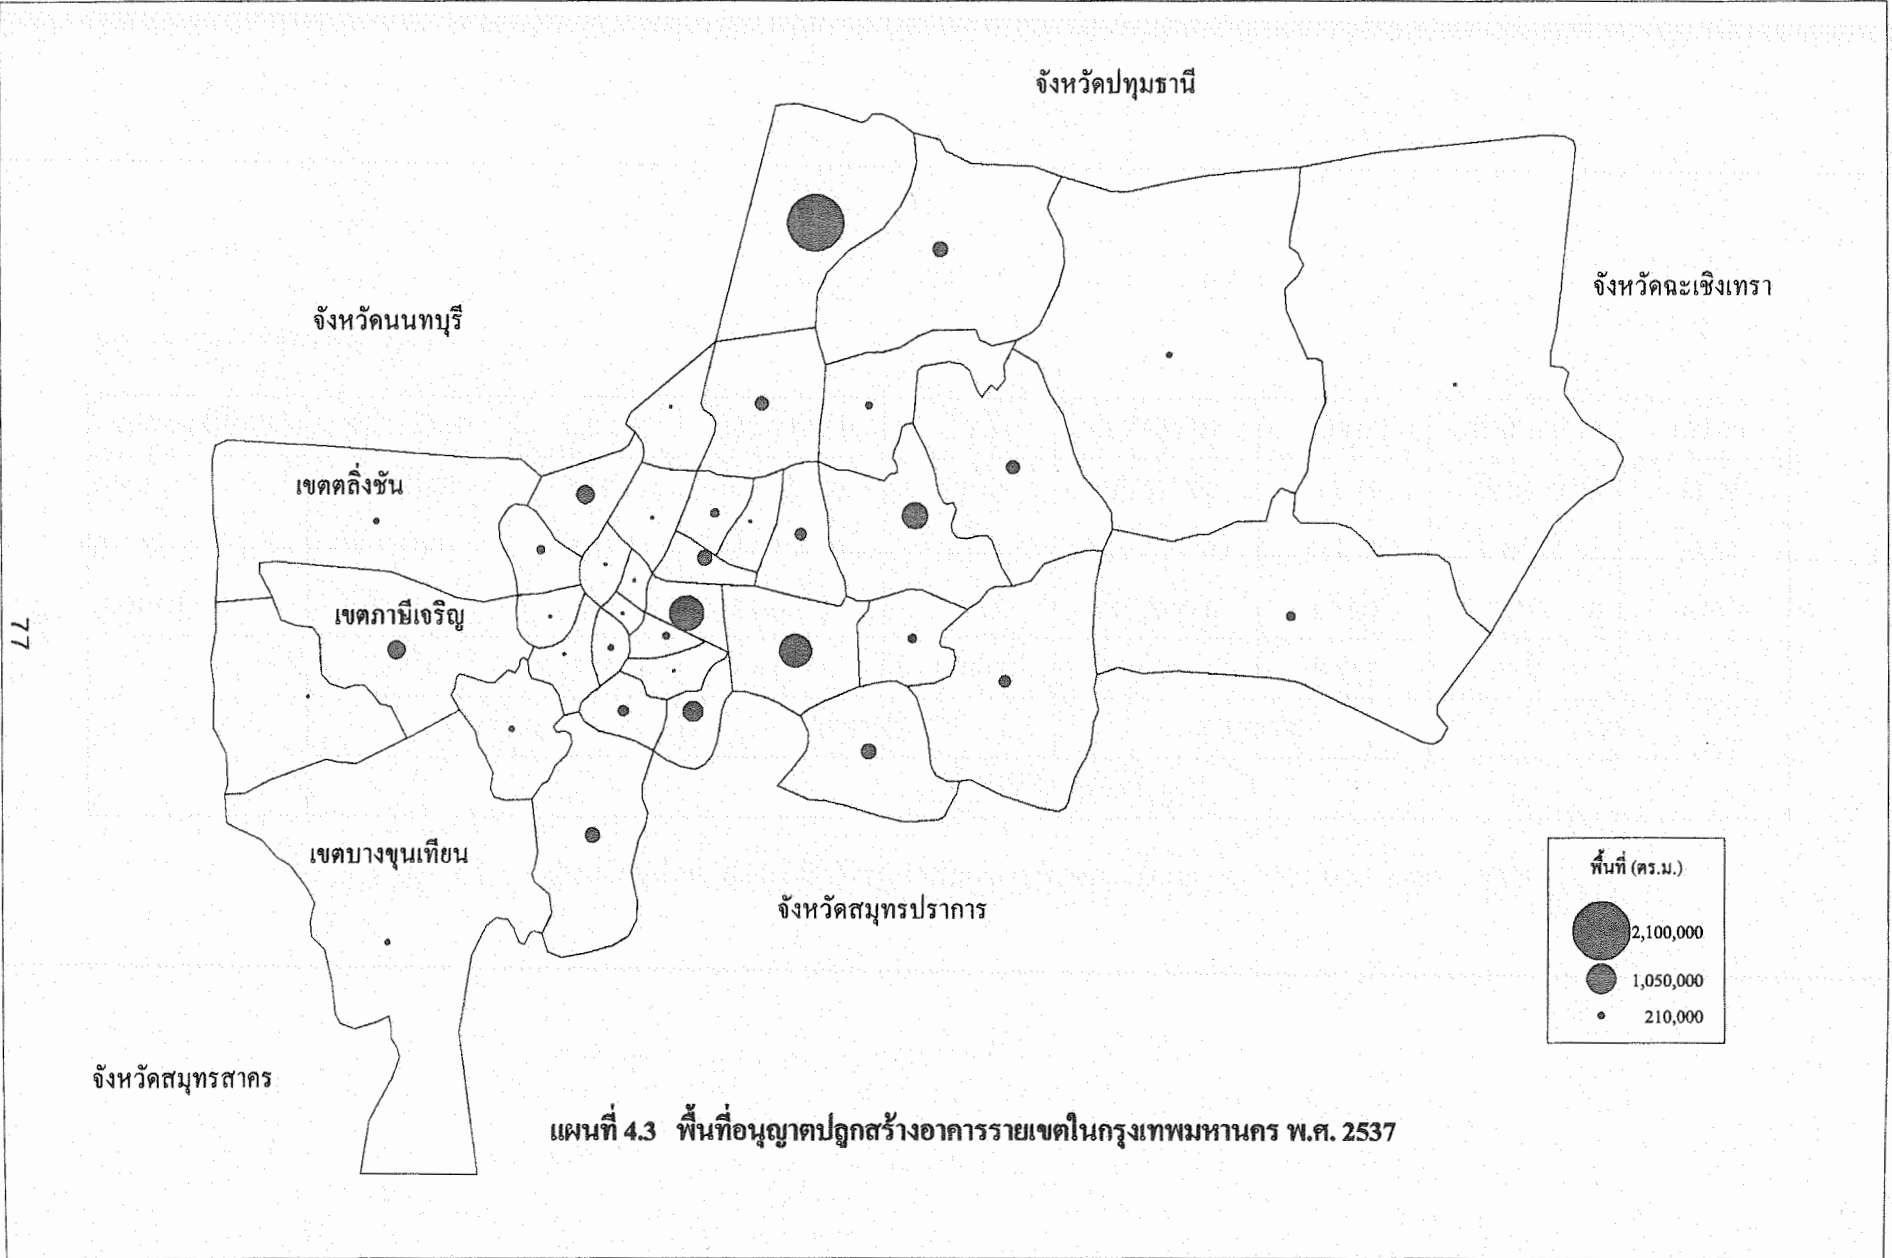 จังหวัดปทุมธานี
จังหวัดฉะเชิงเทรา
จังหวัดนนทบุรี
เขตตลิ่งชัน
เขตภาษีเจริญ
77
เขตบางขุนเทียน
จังหวัดสมุทรปราการ
พื้นที่ (ตร.ม.)
2,100,000
1,050,000
210,000
จังหวัดสมุทรสาคร
แผนที่ 4.3 พื้นที่อนุญาตปลูกสร้างอาคารรายเขตในกรุงเทพมหานคร พ.ศ. 2537